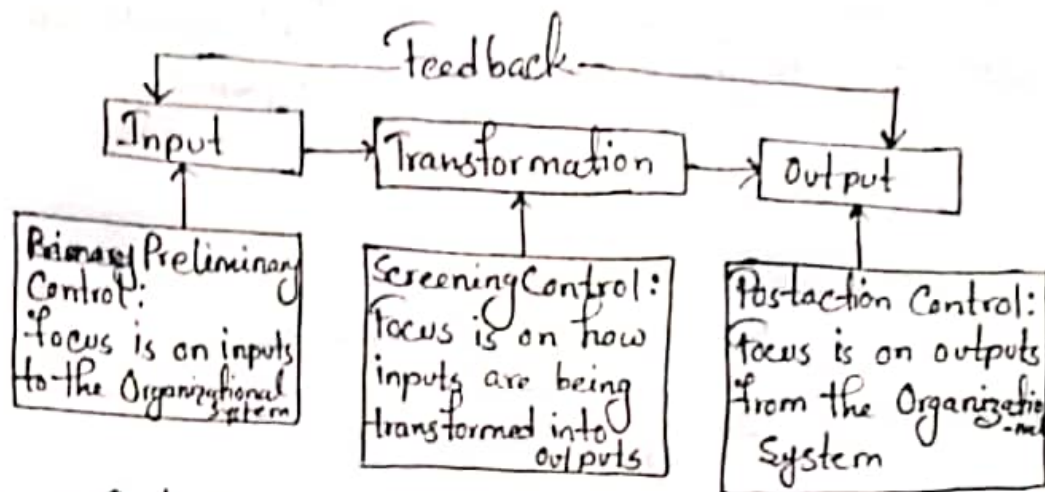 Feedback
Input
Transformation
Output
Primary Preliminary
Control:
Focus is on inputs
to the Organizational
System
Screening Control:
Focus is on how
inputs are being
transformed into
outputs
Postaction Control:
Focus is on outputs
from the Organizatio
-nal
System